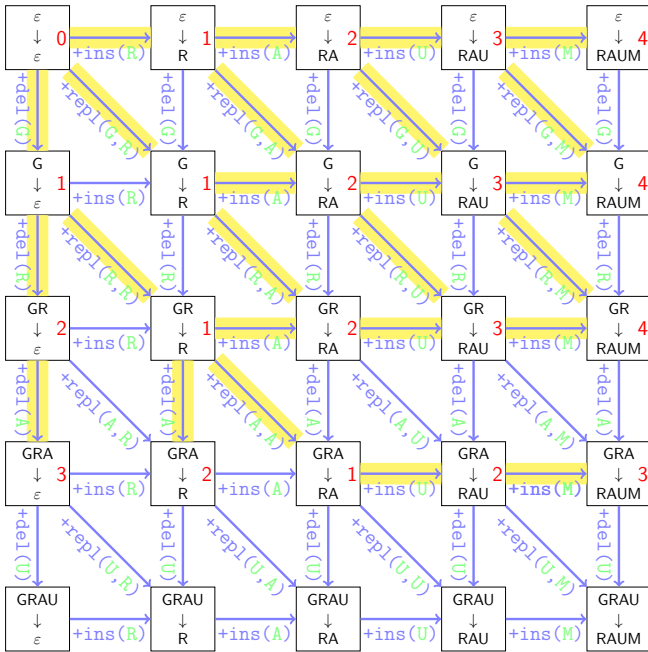 ε ε ε ε ε
↓ 0 ↓ 1 ↓ 2 ↓ 3 ↓ 4
ε +ins(R) R +ins(A) RA +ins(U) RAU +ins(M) RAUM
+del(G) +repl(G,R) +del(G) +repl(G,A) +del(G) +repl(G,U) +del(G) +repl(G,M) +del(G)
G G G G G
↓ 1 ↓ 1 ↓ 2 ↓ 3 ↓ 4
ε +ins(R) R +ins(A) RA +ins(U) RAU +ins(M) RAUM
+del(R) +repl(R,R) +del(R) +repl(R,A) +del(R) +repl(R,U) +del(R) +repl(R,M) +del(R)
GR GR GR GR GR
↓ 2 ↓ 1 ↓ 2 ↓ 3 ↓ 4
ε +ins(R) R +ins(A) RA +ins(U) RAU +ins(M) RAUM
+del(A) +repl(A,R) +del(A) +repl(A,A) +del(A) +repl(A,U) +del(A) +repl(A,M) +del(A)
GRA GRA GRA GRA GRA
↓ 3 ↓ 2 ↓ 1 ↓ 2 ↓ 3
ε +ins(R) R +ins(A) RA +ins(U) RAU +ins(M) RAUM
+del(U) +repl(U,R) +del(U) +repl(U,A) +del(U) +repl(U,U) +del(U) +repl(U,M) +del(U)
GRAU GRAU GRAU GRAU GRAU
↓ ↓ ↓ ↓ ↓
ε +ins(R) R +ins(A) RA +ins(U) RAU +ins(M) RAUM